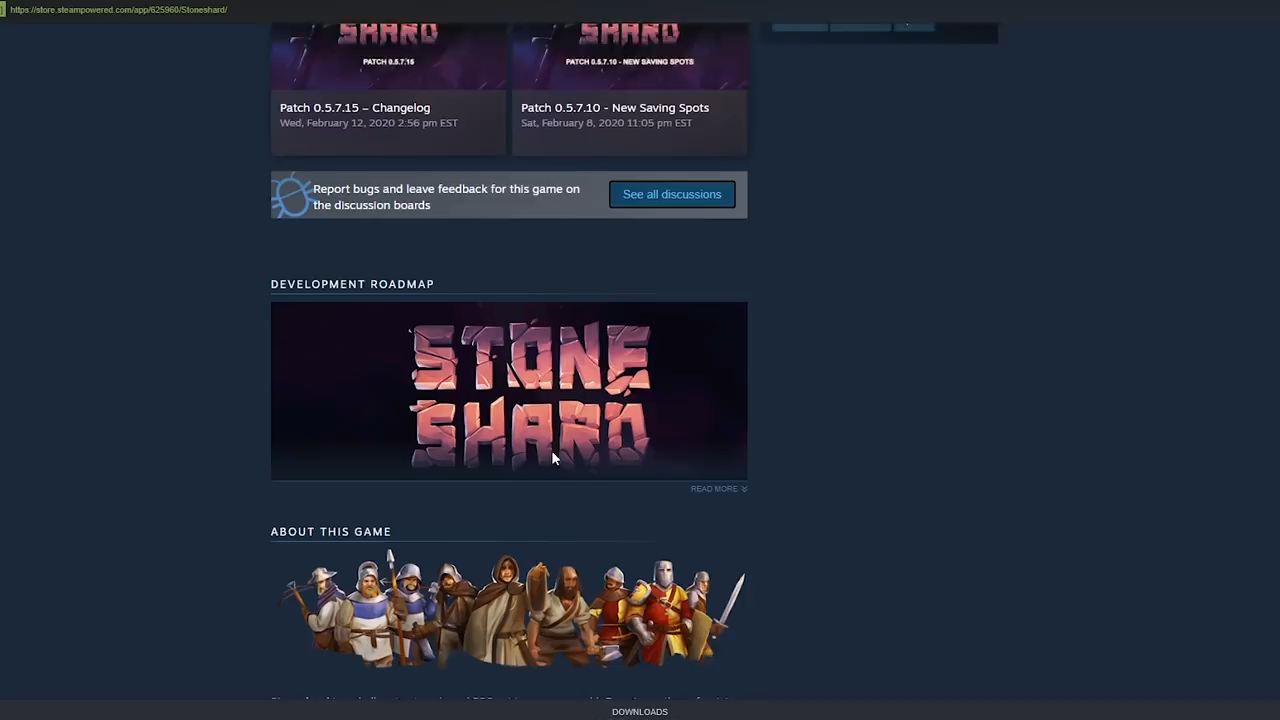 https://store.steampowered.com/app/625960/Stoneshard/
SHARD
SHARD
PATCH 0.5.7.15
PATCH 0.5.7.10 - NEW SAVING SPOTS
Patch 0.5.7.15 – Changelog
Patch 0.5.7.10 - New Saving Spots
Wed, February 12, 2020 2:56 pm EST
Sat, February 8, 2020 11:05 pm EST
Report bugs and leave feedback for this game on
the discussion boards
See all discussions
DEVELOPMENT ROADMAP
STONE
SHARD
READ MORE
ABOUT THIS GAME
DOWNLOADS